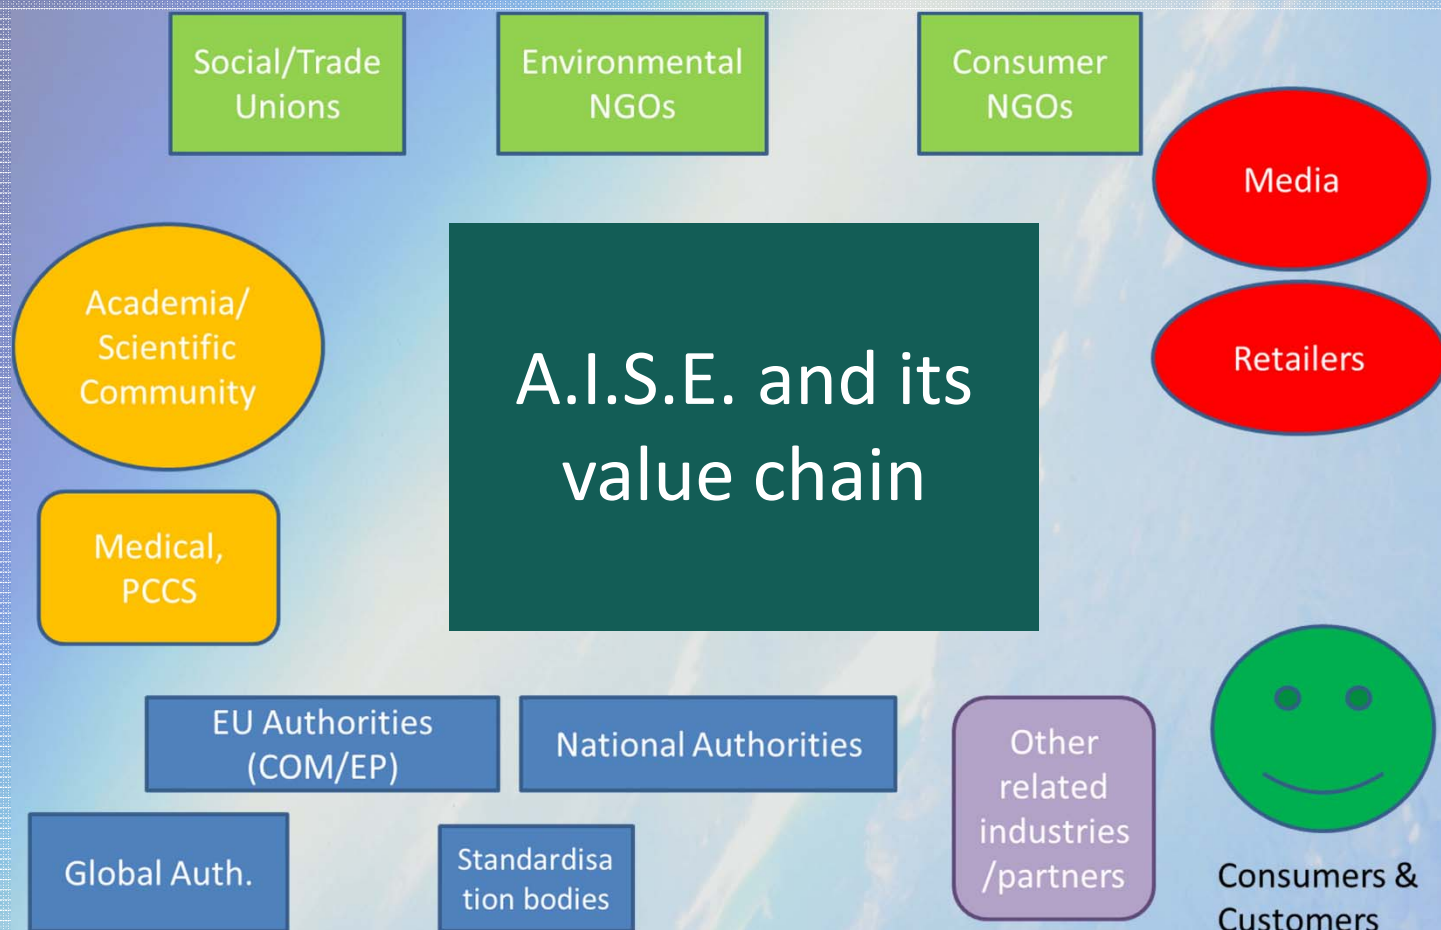 Social/Trade
Unions
Environmental
NGOs
Consumer
NGOs
Media
Academia/
Scientific
Community
A.I.S.E. and its
value chain
Retailers
Medical,
PCCS
EU Authorities
(COM/EP)
National Authorities
Other
related
industries
/partners
Global Auth.
Standardisa
tion bodies
Consumers &
Customers